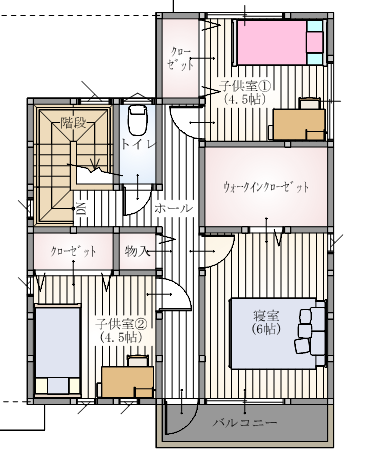 クロー
ゼット
子供室①
(4.5帖)
階段
トイレ
ウォークインクローゼット
DN
ホール
クローゼット
物入
寝室
(6帖)
子供室②
(4.5帖)
バルコニー